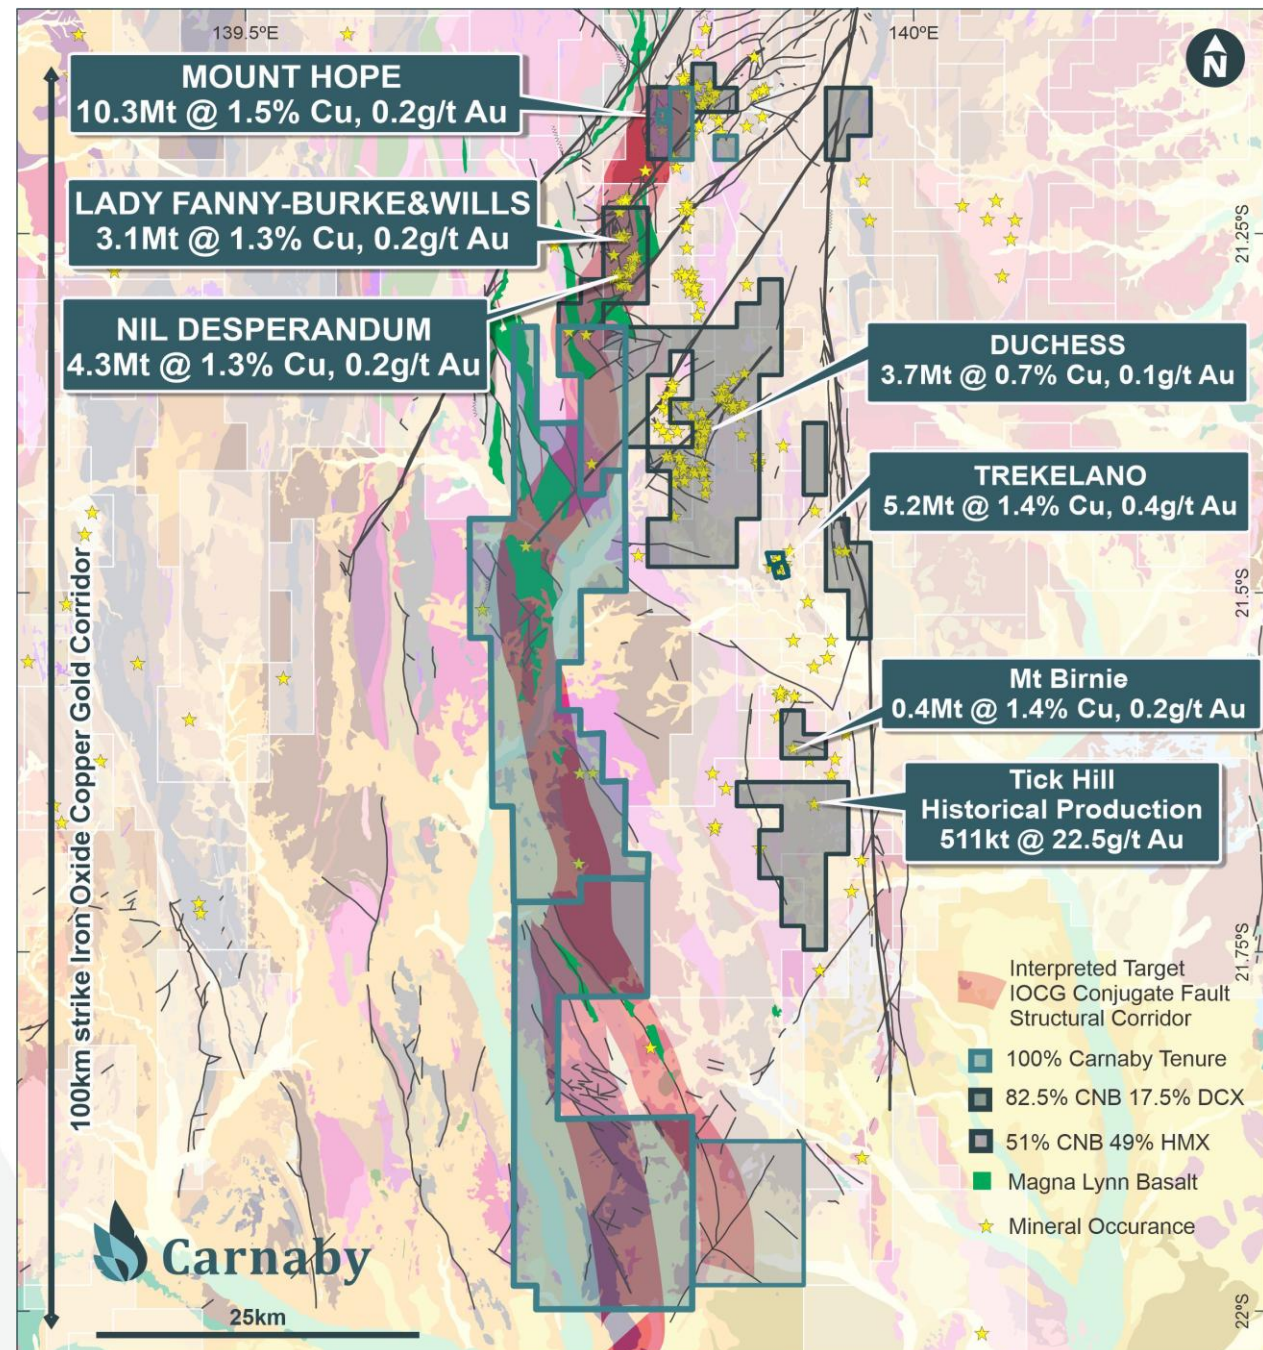 139.5°E
140°E
N
MOUNT HOPE
10.3Mt @ 1.5% Cu, 0.2g/t Au
LADY FANNY-BURKE&WILLS
3.1Mt @ 1.3% Cu, 0.2g/t Au
21.25°S
NIL DESPERANDUM
4.3Mt @ 1.3% Cu, 0.2g/t Au
DUCHESS
3.7Mt @ 0.7% Cu, 0.1g/t Au
TREKELANO
5.2Mt @ 1.4% Cu, 0.4g/t Au
21.5°S
Mt Birnie
0.4Mt @ 1.4% Cu, 0.2g/t Au
Tick Hill
Historical Production
511kt @ 22.5g/t Au
100km strike Iron Oxide Copper Gold Corridor
21.75°S
Interpreted Target
IOCG Conjugate Fault
Structural Corridor
100% Carnaby Tenure
82.5% CNB 17.5% DCX
51% CNB 49% HMX
Magna Lynn Basalt
Mineral Occurance
Carnaby
25km
22°S